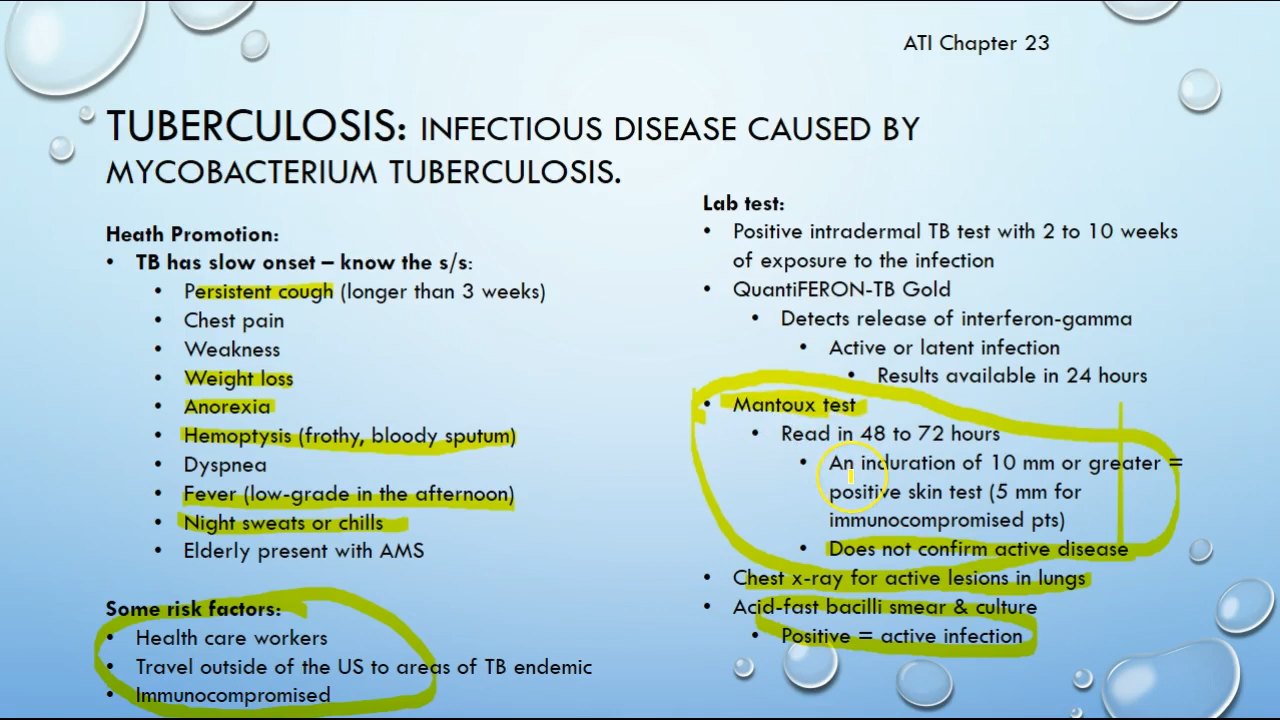 ATI Chapter 23
TUBERCULOSIS: INFECTIOUS DISEASE CAUSED BY
MYCOBACTERIUM TUBERCULOSIS.
Heath Promotion:
• TB has slow onset – know the s/s:
• Persistent cough (longer than 3 weeks)
• Chest pain
• Weakness
• Weight loss
• Anorexia
• Hemoptysis (frothy, bloody sputum)
• Dyspnea
• Fever (low-grade in the afternoon)
• Night sweats or chills
• Elderly present with AMS
Some risk factors:
• Health care workers
• Travel outside of the US to areas of TB endemic
• Immunocompromised
Lab test:
• Positive intradermal TB test with 2 to 10 weeks
of exposure to the infection
• QuantiFERON-TB Gold
• Detects release of interferon-gamma
• Active or latent infection
• Results available in 24 hours
• Mantoux test
• Read in 48 to 72 hours
• An induration of 10 mm or greater =
positive skin test (5 mm for
immunocompromised pts)
• Does not confirm active disease
• Chest x-ray for active lesions in lungs
• Acid-fast bacilli smear & culture
• Positive = active infection